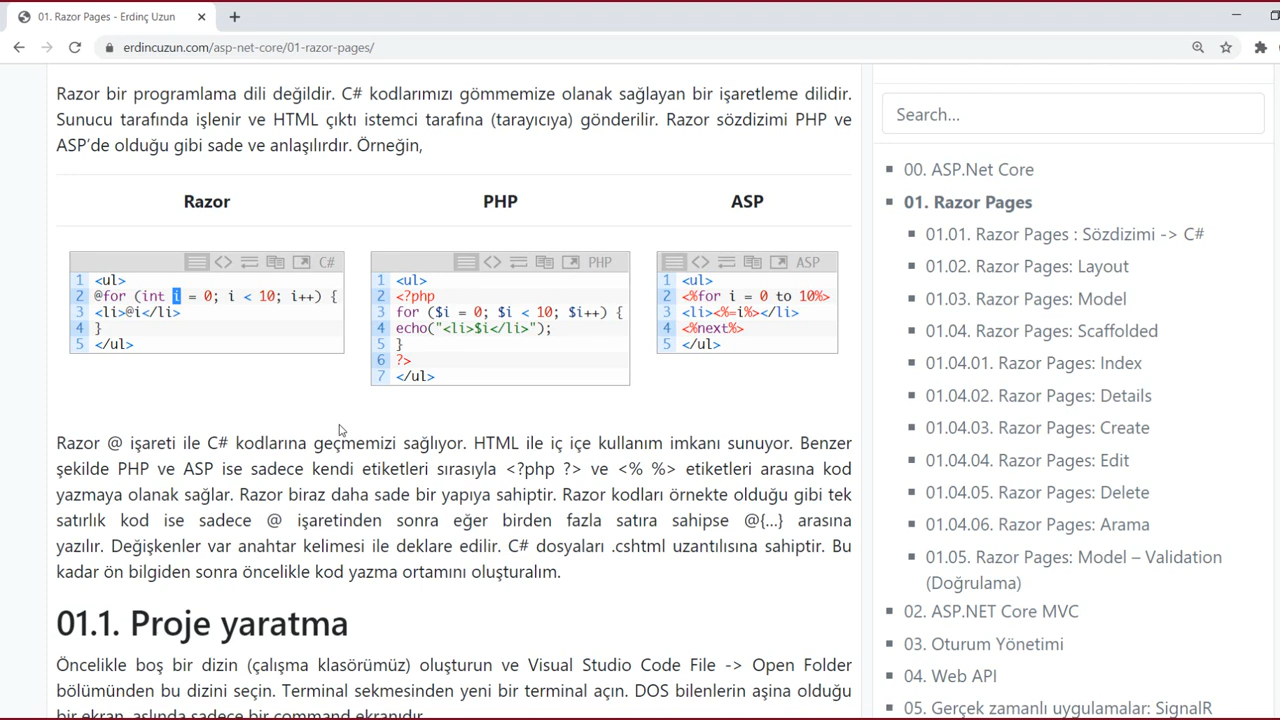 01. Razor Pages - Erdinç Uzun
erdincuzun.com/asp-net-core/01-razor-pages/
Razor bir programlama dili değildir. C# kodlarımızı gömmemize olanak sağlayan bir işaretleme dilidir.
Sunucu tarafında işlenir ve HTML çıktı istemci tarafına (tarayıcıya) gönderilir. Razor sözdizimi PHP ve
ASP’de olduğu gibi sade ve anlaşılırdır. Örneğin,
Razor
PHP
ASP
C#
1 <ul>
2 @for (int i = 0; i < 10; i++) {
3 <li>@i</li>
4 }
5 </ul>
PHP
1 <ul>
2 <?php
3 for ($i = 0; $i < 10; $i++) {
4 echo("<li>$i</li>");
5 }
6 ?>
7 </ul>
ASP
1 <ul>
2 <%for i = 0 to 10%>
3 <li><%=i%></li>
4 <%next%>
5 </ul>
Razor @ işareti ile C# kodlarına geçmemizi sağlıyor. HTML ile iç içe kullanım imkanı sunuyor. Benzer
şekilde PHP ve ASP ise sadece kendi etiketleri sırasıyla <?php ?> ve <% %> etiketleri arasına kod
yazmaya olanak sağlar. Razor biraz daha sade bir yapıya sahiptir. Razor kodları örnekte olduğu gibi tek
satırlık kod ise sadece @ işaretinden sonra eğer birden fazla satıra sahipse @{…} arasına
yazılır. Değişkenler var anahtar kelimesi ile deklare edilir. C# dosyaları .cshtml uzantılısına sahiptir. Bu
kadar ön bilgiden sonra öncelikle kod yazma ortamını oluşturalım.
01.1. Proje yaratma
Öncelikle boş bir dizin (çalışma klasörümüz) oluşturun ve Visual Studio Code File -> Open Folder
bölümünden bu dizini seçin. Terminal sekmesinden yeni bir terminal açın. DOS bilenlerin aşina olduğu
bir ekran, aslında sadece bir command ekranıdır.
Search...
00. ASP.Net Core
01. Razor Pages
01.01. Razor Pages : Sözdizimi -> C#
01.02. Razor Pages: Layout
01.03. Razor Pages: Model
01.04. Razor Pages: Scaffolded
01.04.01. Razor Pages: Index
01.04.02. Razor Pages: Details
01.04.03. Razor Pages: Create
01.04.04. Razor Pages: Edit
01.04.05. Razor Pages: Delete
01.04.06. Razor Pages: Arama
01.05. Razor Pages: Model – Validation
(Doğrulama)
02. ASP.NET Core MVC
03. Oturum Yönetimi
04. Web API
05. Gerçek zamanlı uygulamalar: SignalR